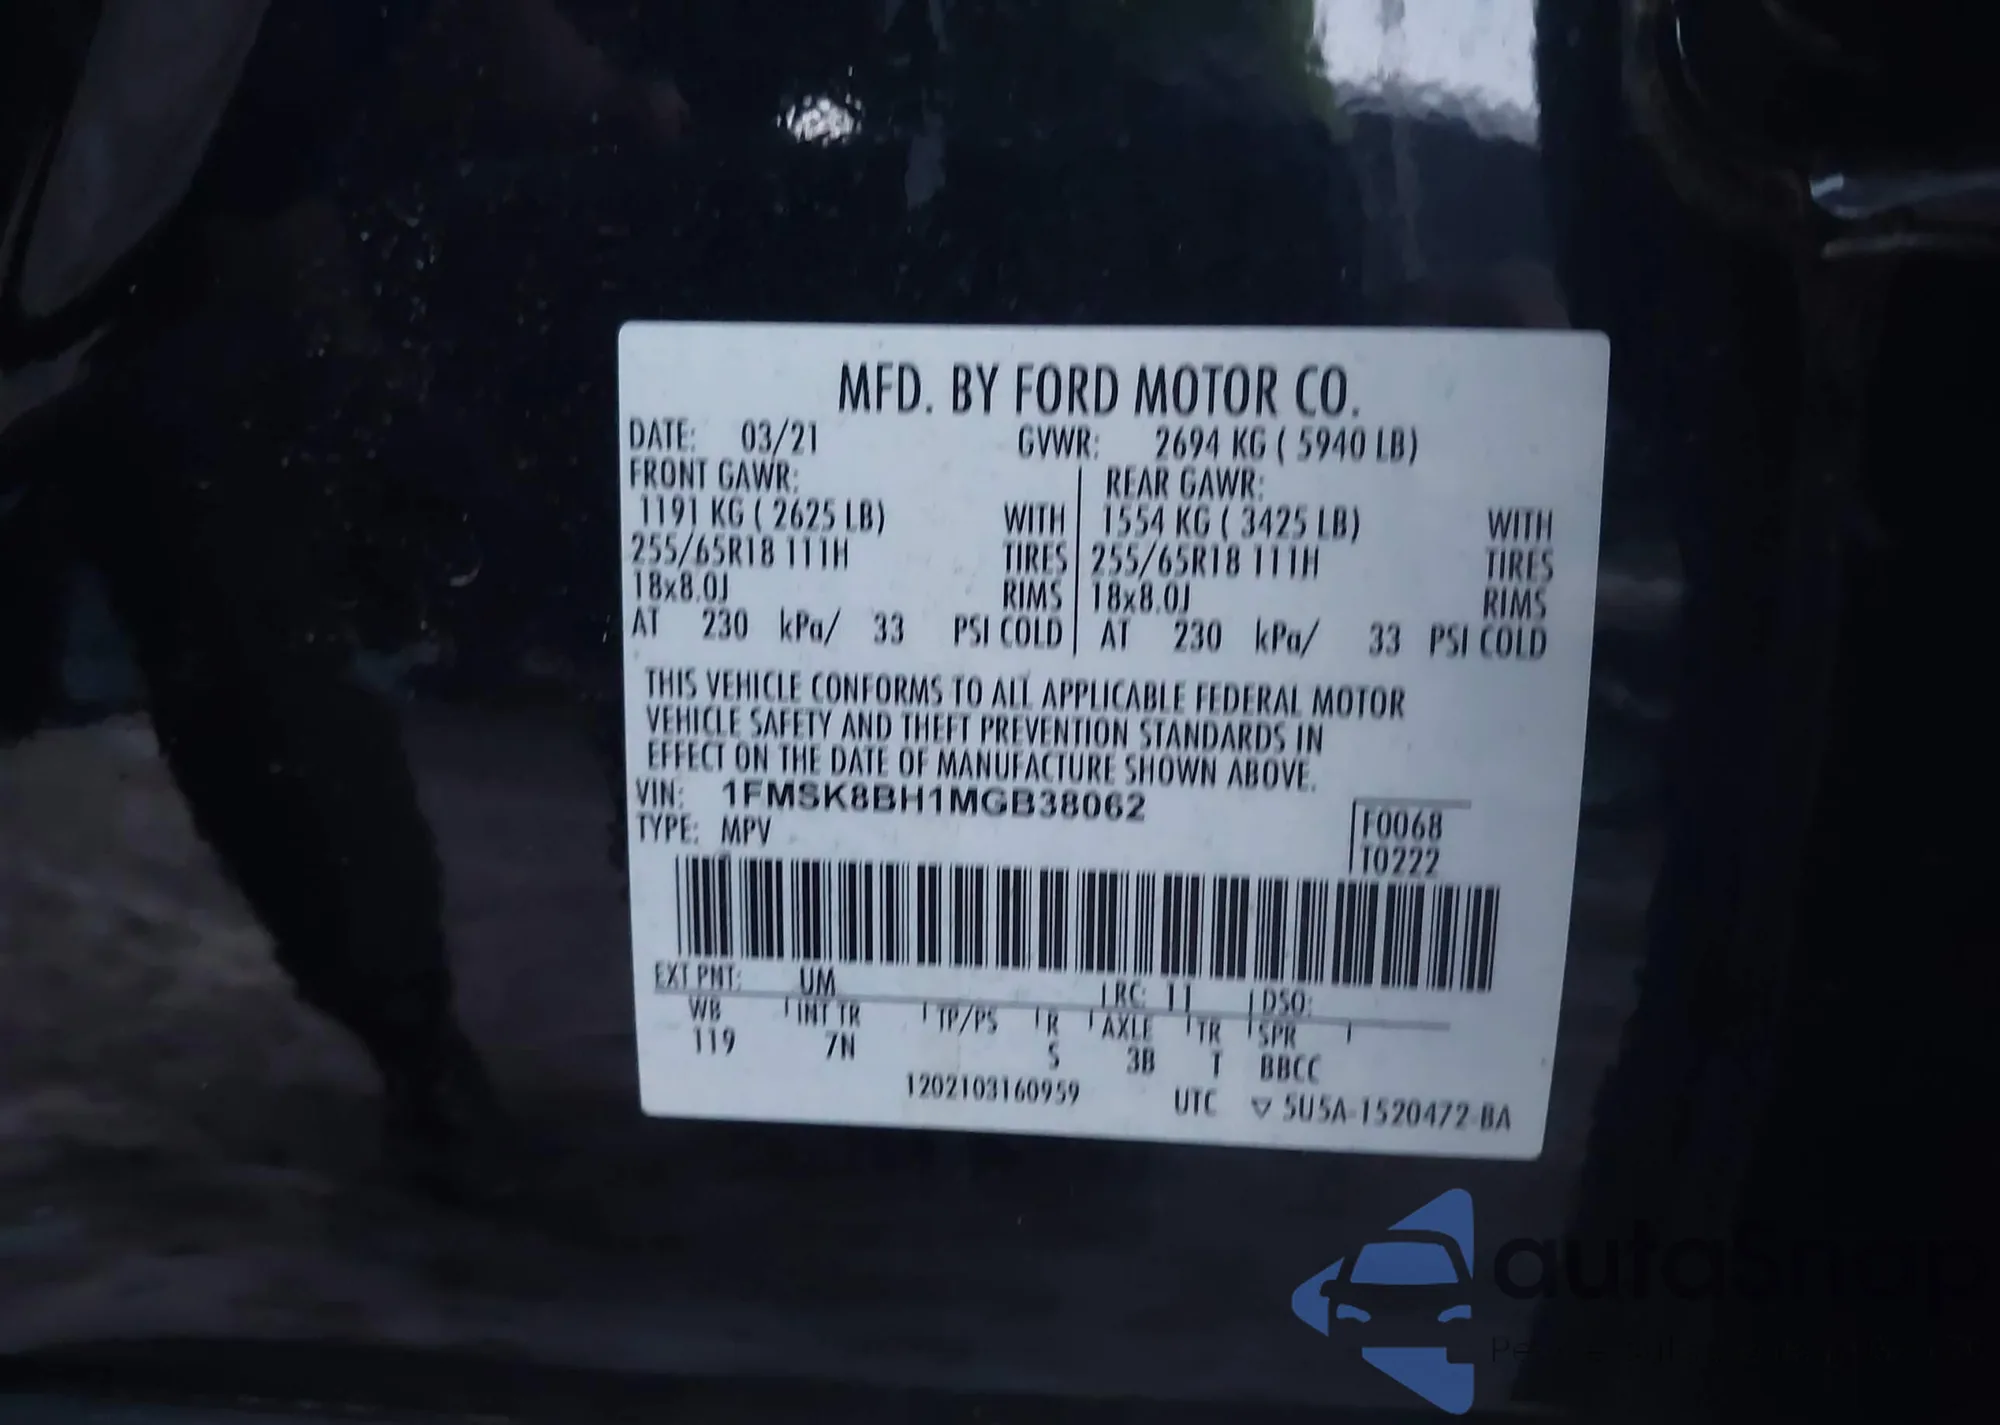 MFD. BY FORD MOTOR CO.
DATE: 03/21 GVWR: 2694 KG ( 5940 LB)
FRONT GAWR: REAR GAWR:
1191 KG ( 2625 LB) WITH 1554 KG ( 3425 LB) WITH
255/65R18 111H TIRES 255/65R18 111H TIRES
18x8.0J RIMS 18x8.0J RIMS
AT 230 kPa/ 33 PSI COLD AT 230 kPa/ 33 PSI COLD
THIS VEHICLE CONFORMS TO ALL APPLICABLE FEDERAL MOTOR
VEHICLE SAFETY AND THEFT PREVENTION STANDARDS IN
EFFECT ON THE DATE OF MANUFACTURE SHOWN ABOVE.
VIN: 1FMSK8BH1MGB38062
F0068
TYPE: MPV
T0222
EXT PNT: UM RC: 11 DSO:
WB INT TR TP/PS R AXLE TR SPR
119 7N S 3B T BBCC
1202103160959 UTC ▽ 5U5A-1520472-BA
autoshop